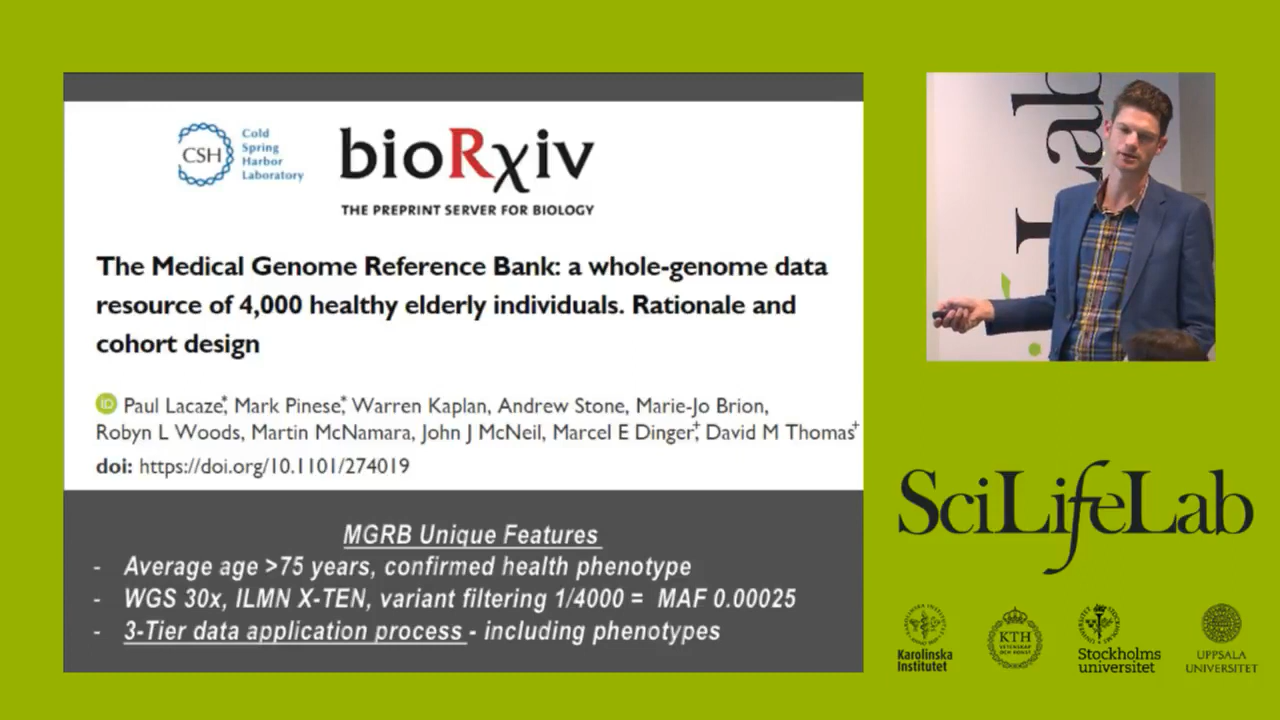 CSH
Cold
Spring
Harbor
Laboratory
bioRχiv
THE PREPRINT SERVER FOR BIOLOGY
The Medical Genome Reference Bank: a whole-genome data
resource of 4,000 healthy elderly individuals. Rationale and
cohort design
iD Paul Lacaze*, Mark Pinese*, Warren Kaplan, Andrew Stone, Marie-Jo Brion,
Robyn L Woods, Martin McNamara, John J McNeil, Marcel E Dinger+, David M Thomas+
doi: https://doi.org/10.1101/274019
MGRB Unique Features
- Average age >75 years, confirmed health phenotype
- WGS 30x, ILMN X-TEN, variant filtering 1/4000 = MAF 0.00025
- 3-Tier data application process - including phenotypes
Lab
SciLifeLab
Karolinska
Institutet
KTH
Stockholms
universitet
UPPSALA
UNIVERSITET